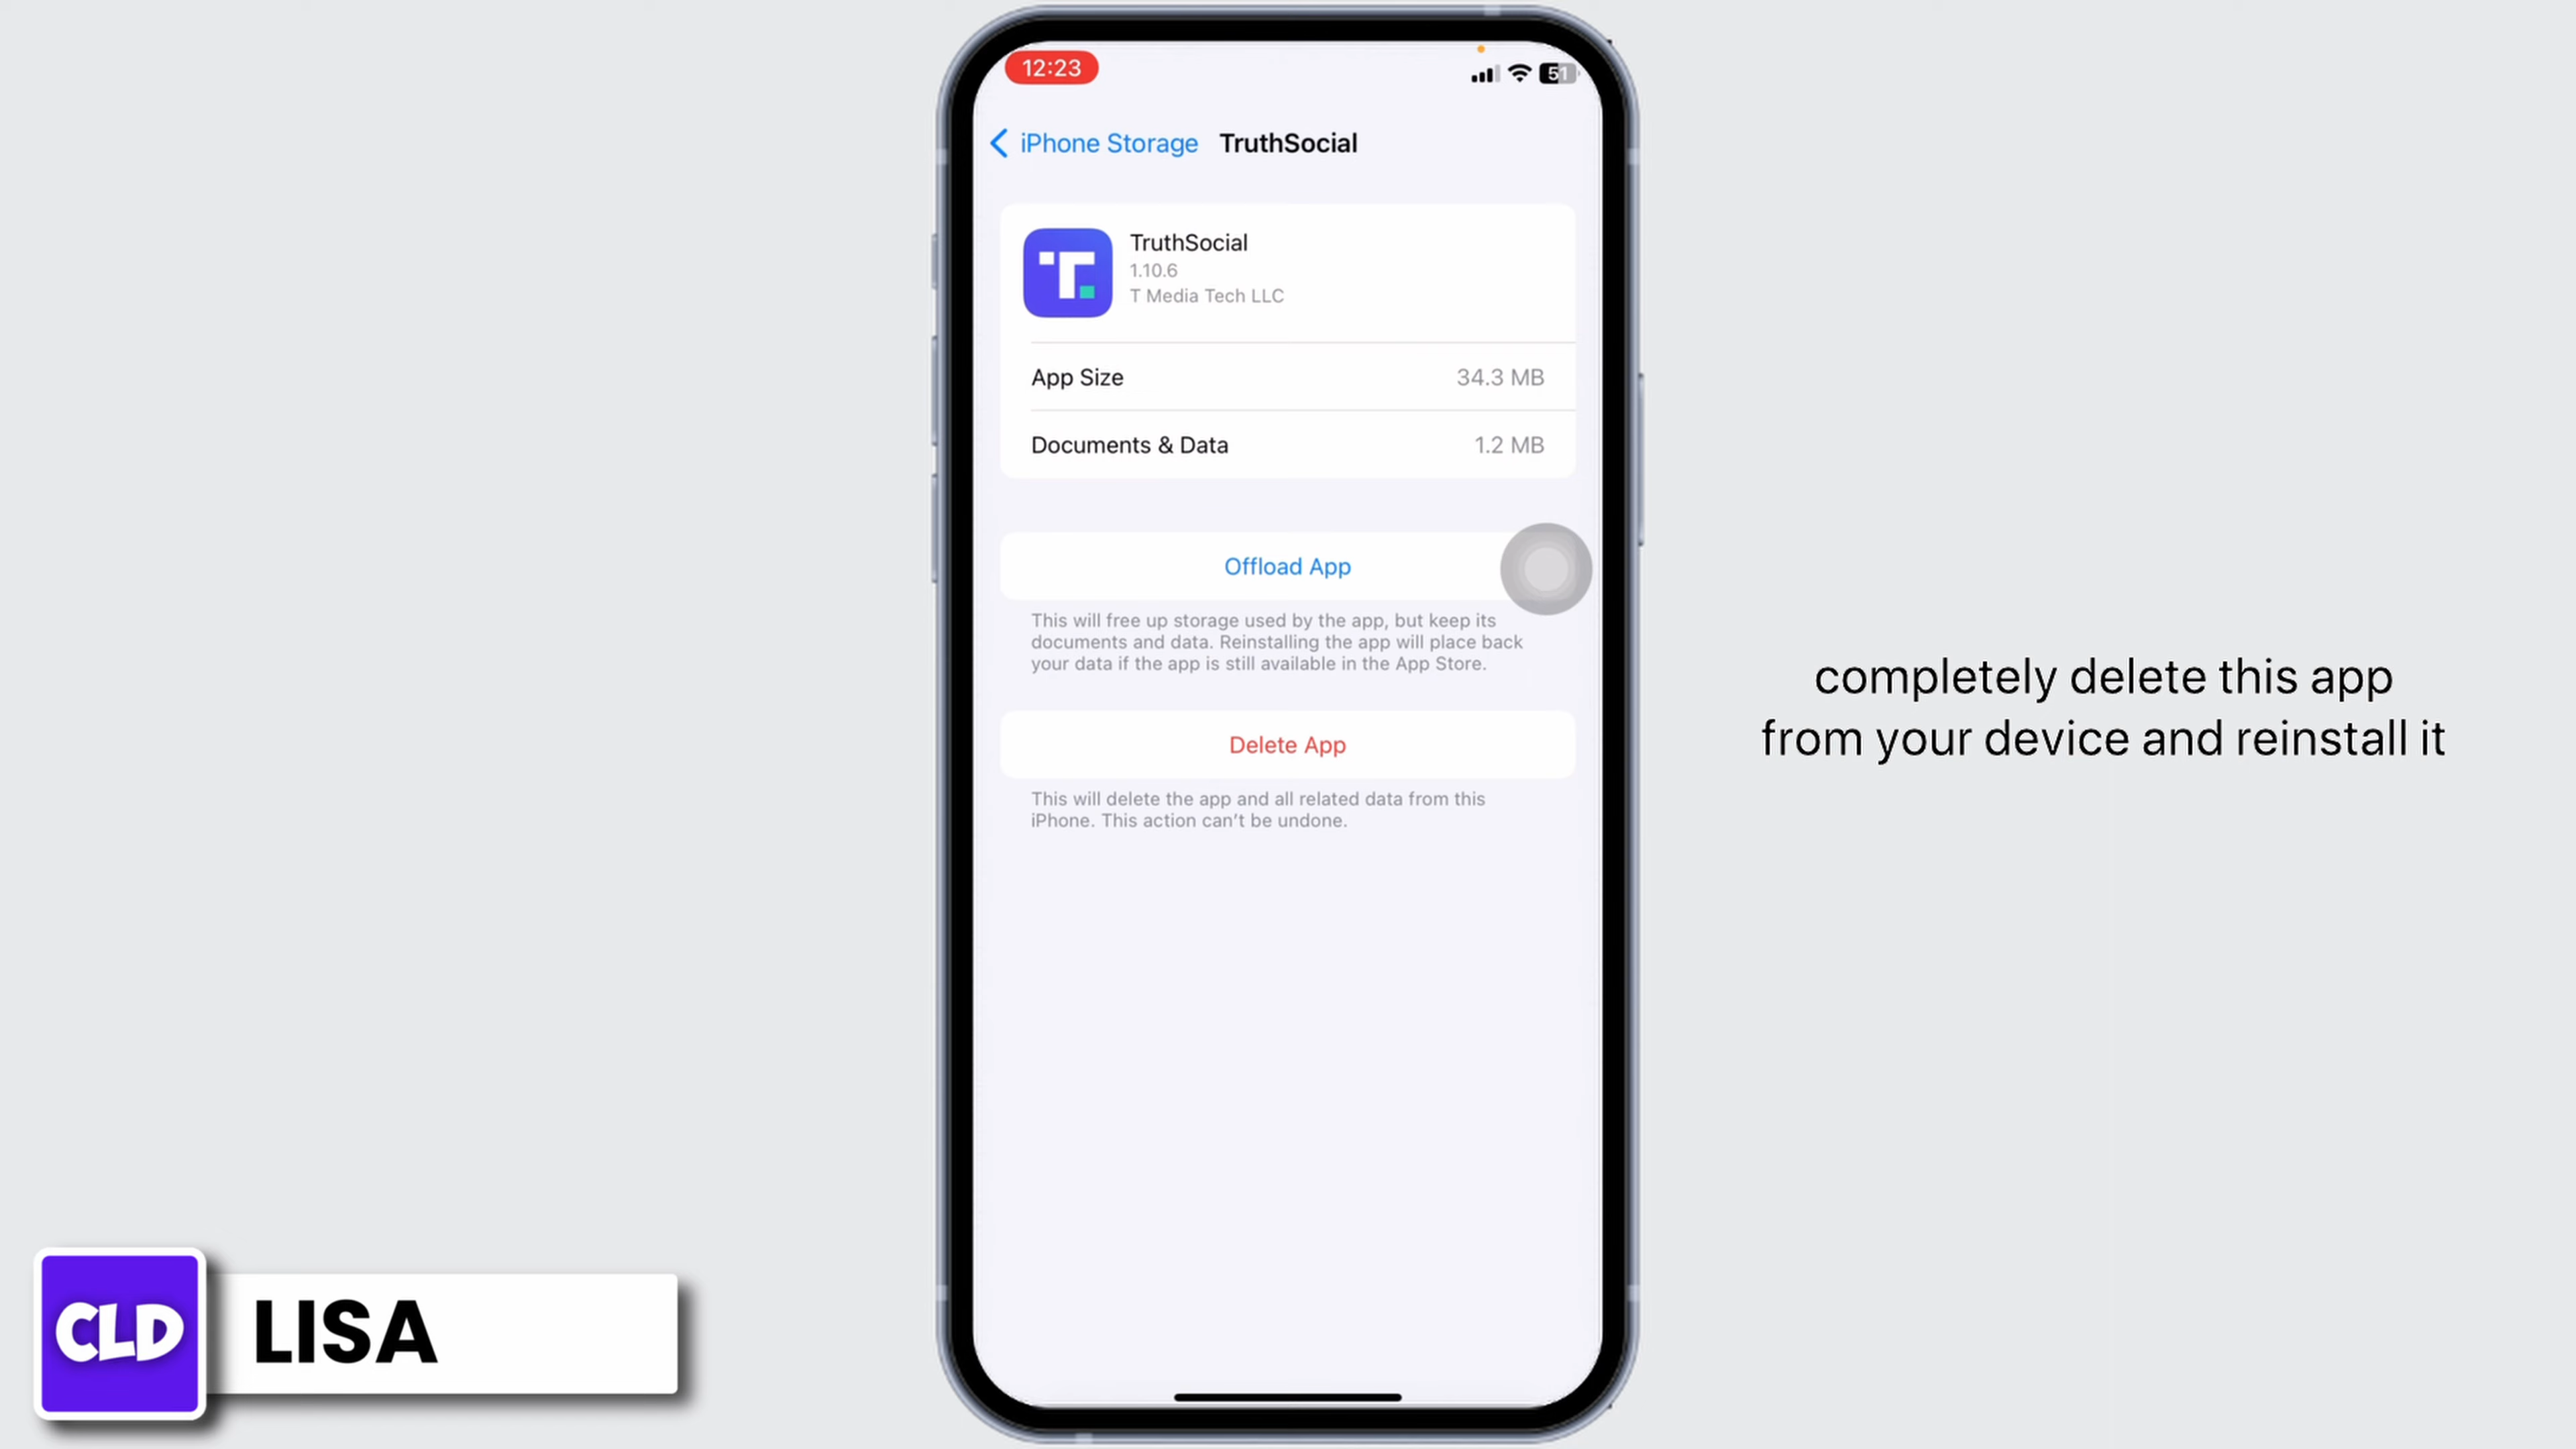 12:23
51
iPhone Storage TruthSocial
TruthSocial
1.10.6
T Media Tech LLC
App Size 34.3 MB
Documents & Data 1.2 MB
Offload App
This will free up storage used by the app, but keep its
documents and data. Reinstalling the app will place back
your data if the app is still available in the App Store.
Delete App
This will delete the app and all related data from this
iPhone. This action can't be undone.
completely delete this app
from your device and reinstall it
CLD LISA